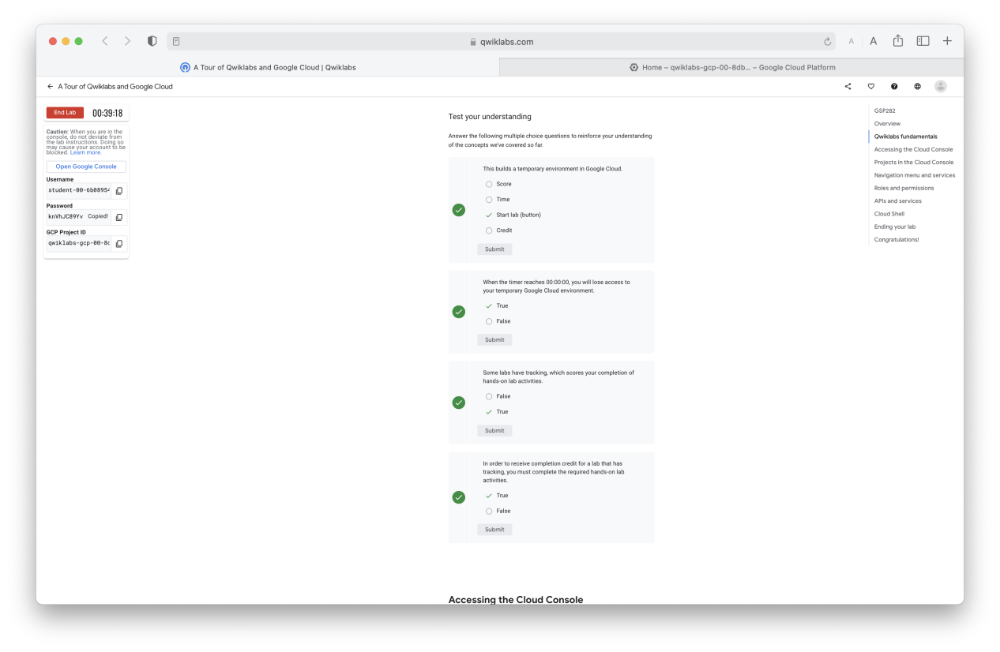 qwiklabs.com
A
A
A Tour of Qwiklabs and Google Cloud | Qwiklabs
Home – qwiklabs-gcp-00-8db... – Google Cloud Platform
A Tour of Qwiklabs and Google Cloud
End Lab
00:39:18
Caution: When you are in the
console, do not deviate from
the lab instructions. Doing so
may cause your account to be
blocked. Learn more.
Open Google Console
Username
student-00-6b08954
Password
knVhJC89Yv Copied!
GCP Project ID
qwiklabs-gcp-00-8d
Test your understanding
Answer the following multiple choice questions to reinforce your understanding
of the concepts we've covered so far.
This builds a temporary environment in Google Cloud.
Score
Time
Start lab (button)
Credit
Submit
When the timer reaches 00:00:00, you will lose access to
your temporary Google Cloud environment.
True
False
Submit
Some labs have tracking, which scores your completion of
hands-on lab activities.
False
True
Submit
In order to receive completion credit for a lab that has
tracking, you must complete the required hands-on lab
activities.
True
False
Submit
Accessing the Cloud Console
GSP282
Overview
Qwiklabs fundamentals
Accessing the Cloud Console
Projects in the Cloud Console
Navigation menu and services
Roles and permissions
APIs and services
Cloud Shell
Ending your lab
Congratulations!